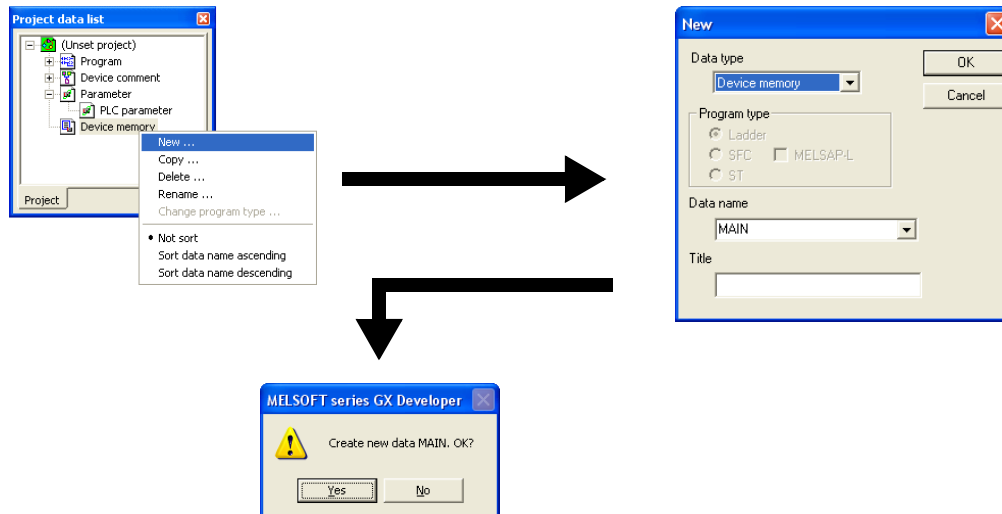 Project data list
(Unset project)
Program
Device comment
Parameter
PLC parameter
Device memory
New ...
Copy ...
Delete ...
Rename ...
Change program type ...
Not sort
Sort data name ascending
Sort data name descending
Project
New
Data type
Device memory
OK
Cancel
Program type
Ladder
SFC MELSAP-L
ST
Data name
MAIN
Title
MELSOFT series GX Developer
Create new data MAIN. OK?
Yes No